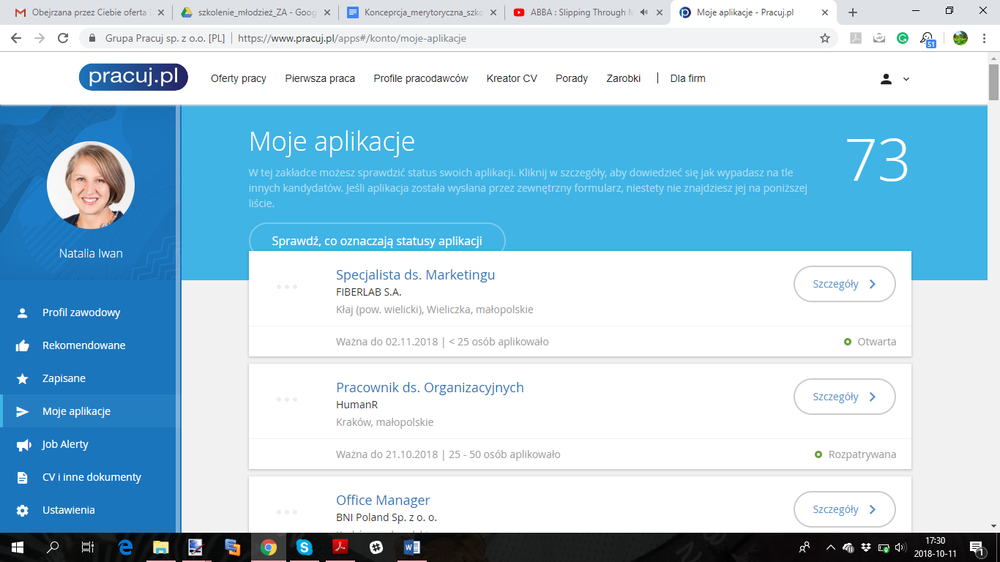 Obejrzana przez Ciebie oferta
szkolenie_młodzież_ZA - Goog
Konceprcja_merytoryczna_szko
ABBA : Slipping Through M
Moje aplikacje - Pracuj.pl
Grupa Pracuj sp. z o.o. [PL] | https://www.pracuj.pl/apps#/konto/moje-aplikacje
51
pracuj.pl
Oferty pracy
Pierwsza praca
Profile pracodawców
Kreator CV
Porady
Zarobki
Dla firm
Natalia Iwan
Profil zawodowy
Rekomendowane
Zapisane
Moje aplikacje
Job Alerty
CV i inne dokumenty
Ustawienia
Moje aplikacje
73
W tej zakładce możesz sprawdzić status swoich aplikacji. Kliknij w szczegóły, aby dowiedzieć się jak wypadasz na tle
innych kandydatów. Jeśli aplikacja została wysłana przez zewnętrzny formularz, niestety nie znajdziesz jej na poniższej
liście.
Sprawdź, co oznaczają statusy aplikacji
Specjalista ds. Marketingu
FIBERLAB S.A.
Kłaj (pow. wielicki), Wieliczka, małopolskie
Szczegóły
Ważna do 02.11.2018 | < 25 osób aplikowało
Otwarta
Pracownik ds. Organizacyjnych
HumanR
Kraków, małopolskie
Szczegóły
Ważna do 21.10.2018 | 25 - 50 osób aplikowało
Rozpatrywana
Office Manager
BNI Poland Sp. z o. o.
Szczegóły
17:30
2018-10-11
1